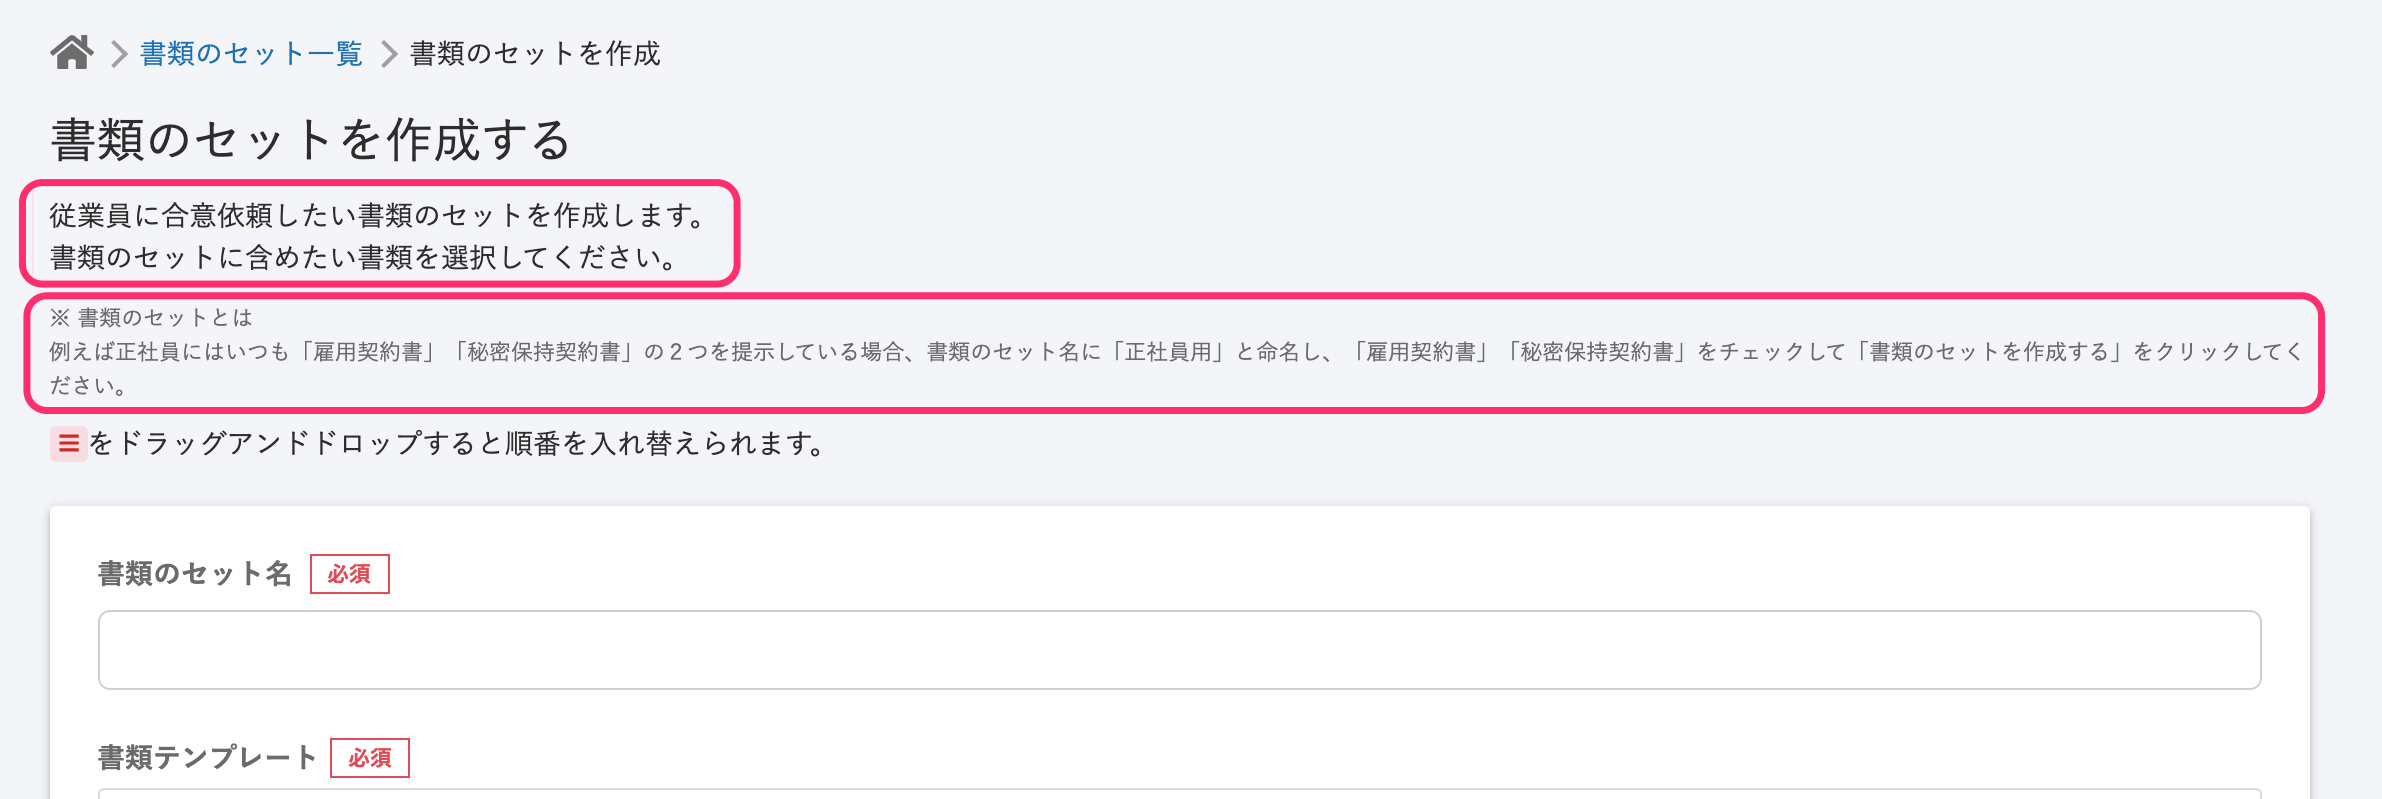 書類のセット一覧 書類のセットを作成
書類のセットを作成する
従業員に合意依頼したい書類のセットを作成します。
書類のセットに含めたい書類を選択してください。
※ 書類のセットとは
例えば正社員にはいつも「雇用契約書」「秘密保持契約書」の２つを提示している場合、書類のセット名に「正社員用」と命名し、「雇用契約書」「秘密保持契約書」をチェックして「書類のセットを作成する」をクリックしてく
ださい。
をドラッグアンドドロップすると順番を入れ替えられます。
書類のセット名 必須
書類テンプレート 必須